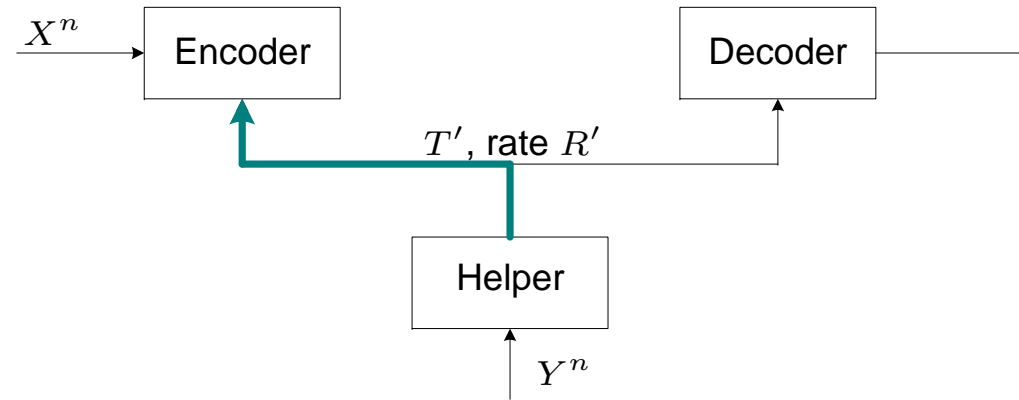 X^n
Encoder
Decoder
T′, rate R′
Helper
Y^n